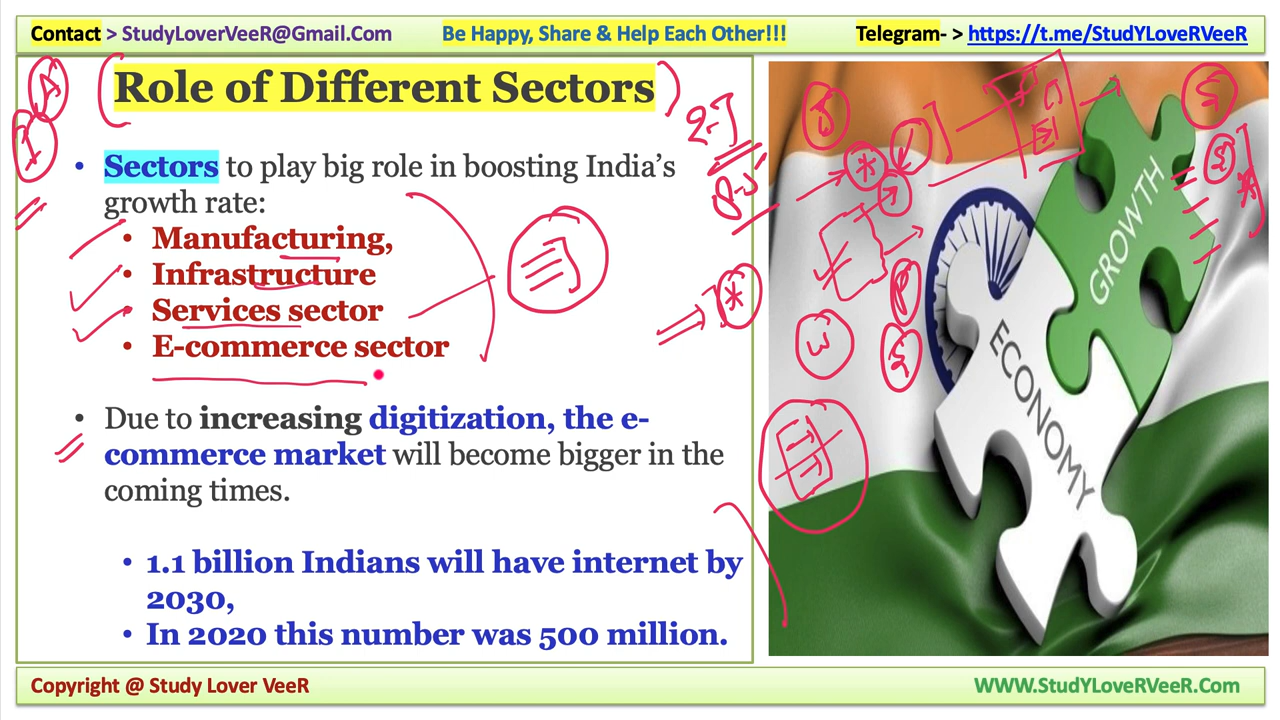 Contact > StudyLoverVeeR@Gmail.Com
Be Happy, Share & Help Each Other!!!
Telegram- > https://t.me/StudYLoveRVeeR
Role of Different Sectors
• Sectors to play big role in boosting India’s
growth rate:
• Manufacturing,
• Infrastructure
• Services sector
• E-commerce sector
• Due to increasing digitization, the e-
commerce market will become bigger in the
coming times.
• 1.1 billion Indians will have internet by
2030,
• In 2020 this number was 500 million.
GROWTH
ECONOMY
Copyright @ Study Lover VeeR
WWW.StudYLoveRVeeR.Com